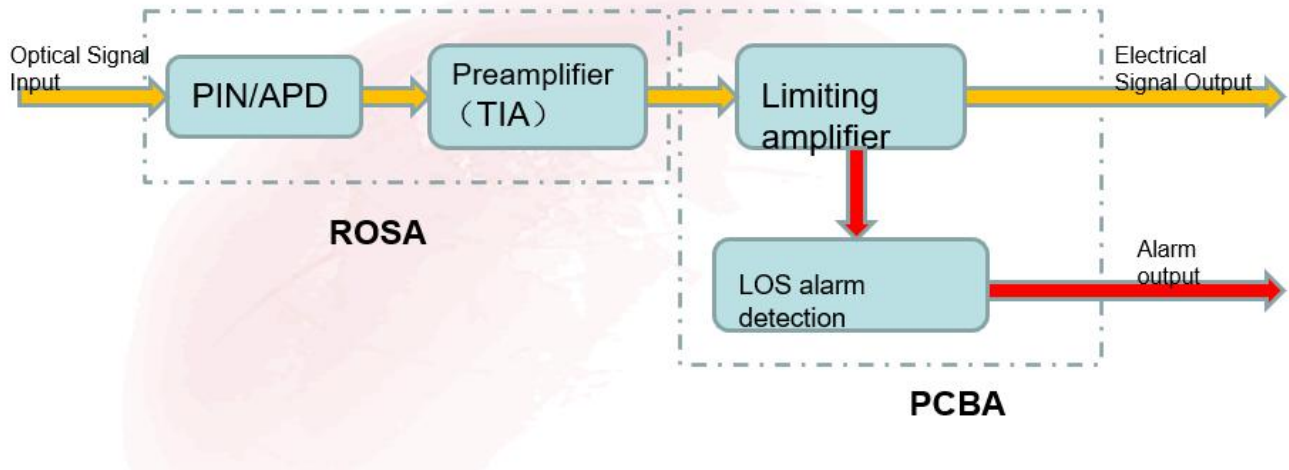 Optical Signal
Input
PIN/APD
Preamplifier
（TIA）
Limiting
amplifier
Electrical
Signal Output
ROSA
LOS alarm
detection
Alarm
output
PCBA